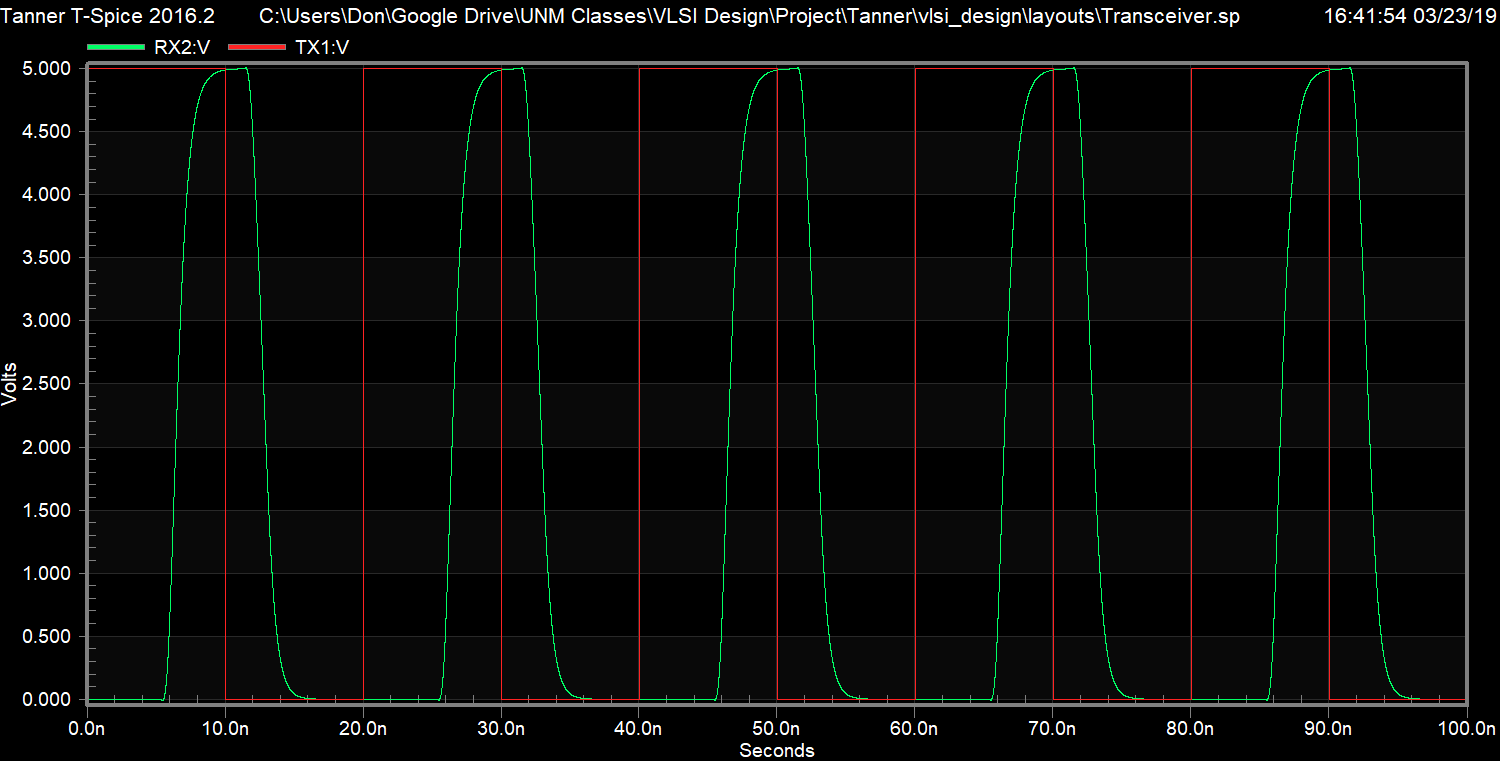 Tanner T-Spice 2016.2 C:\Users\Don\Google Drive\UNM Classes\VLSI Design\Project\Tanner\vlsi_design\layouts\Transceiver.sp 16:41:54 03/23/19
RX2:V TX1:V
5.000
4.500
4.000
3.500
3.000
2.500
2.000
1.500
1.000
0.500
0.000
Volts
0.0n 10.0n 20.0n 30.0n 40.0n 50.0n 60.0n 70.0n 80.0n 90.0n 100.0n
Seconds